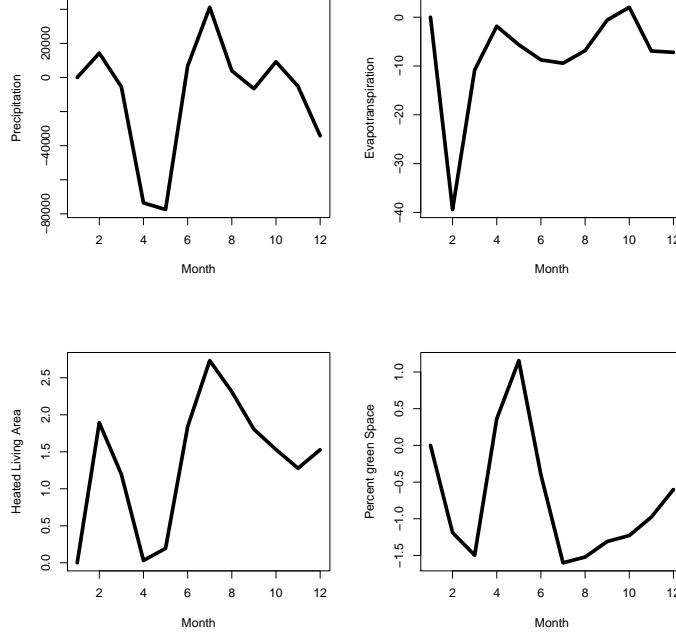 Precipitation
20000
0
−40000
−80000
2 4 6 8 10 12
Month
Evapotranspiration
0
−10
−20
−30
−40
2 4 6 8 10 12
Month
Heated Living Area
2.5
2.0
1.5
1.0
0.5
0.0
2 4 6 8 10 12
Month
Percent green Space
1.0
0.5
0.0
−0.5
−1.0
−1.5
2 4 6 8 10 12
Month